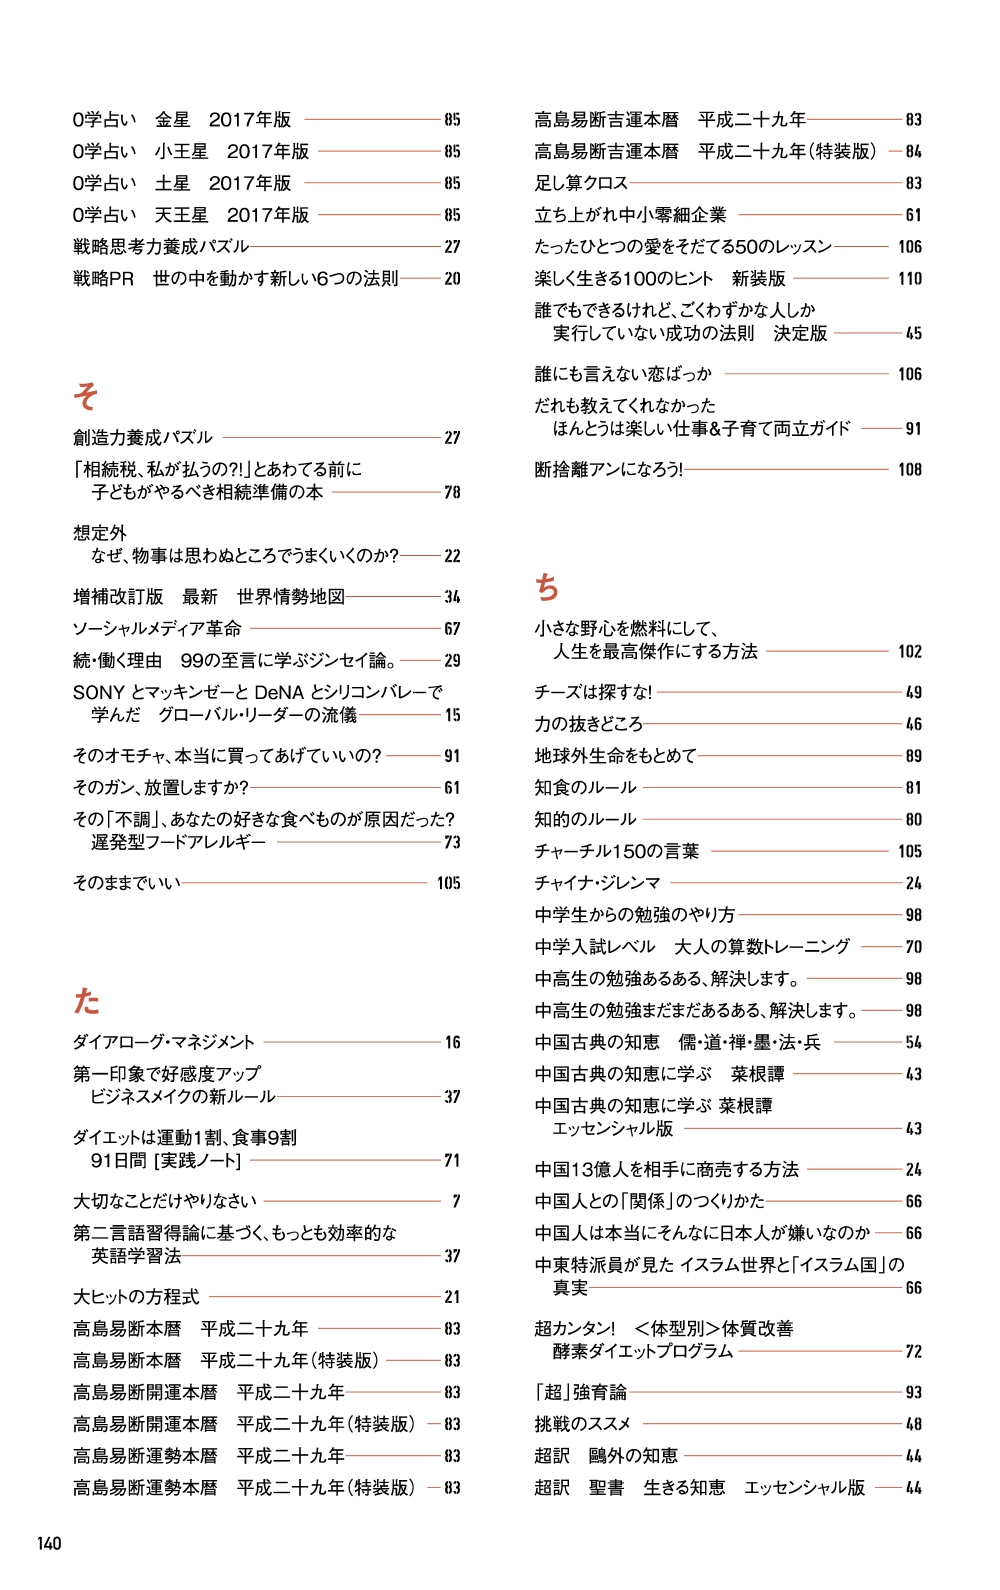 0学占い　金星　2017年版 85
0学占い　小王星　2017年版 85
0学占い　土星　2017年版 85
0学占い　天王星　2017年版 85
戦略思考力養成パズル 27
戦略PR　世の中を動かす新しい6つの法則 20
そ
創造力養成パズル 27
「相続税、私が払うの?!」とあわてる前に
子どもがやるべき相続準備の本 78
想定外
なぜ、物事は思わぬところでうまくいくのか? 22
増補改訂版　最新　世界情勢地図 34
ソーシャルメディア革命 67
続・働く理由　99の至言に学ぶジンセイ論。 29
SONY とマッキンゼーと DeNA とシリコンバレーで
学んだ　グローバル・リーダーの流儀 15
そのオモチャ、本当に買ってあげていいの? 91
そのガン、放置しますか? 61
その「不調」、あなたの好きな食べものが原因だった?
遅発型フードアレルギー 73
そのままでいい 105
た
ダイアローグ・マネジメント 16
第一印象で好感度アップ
ビジネスメイクの新ルール 37
ダイエットは運動1割、食事9割
91日間 [実践ノート] 71
大切なことだけやりなさい 7
第二言語習得論に基づく、もっとも効率的な
英語学習法 37
大ヒットの方程式 21
高島易断本暦　平成二十九年 83
高島易断本暦　平成二十九年（特装版） 83
高島易断開運本暦　平成二十九年 83
高島易断開運本暦　平成二十九年（特装版） 83
高島易断運勢本暦　平成二十九年 83
高島易断運勢本暦　平成二十九年（特装版） 83
高島易断吉運本暦　平成二十九年 83
高島易断吉運本暦　平成二十九年（特装版） 84
足し算クロス 83
立ち上がれ中小零細企業 61
たったひとつの愛をそだてる50のレッスン 106
楽しく生きる100のヒント　新装版 110
誰でもできるけれど、ごくわずかな人しか
実行していない成功の法則　決定版 45
誰にも言えない恋ばっか 106
だれも教えてくれなかった
ほんとうは楽しい仕事&子育て両立ガイド 91
断捨離アンになろう! 108
ち
小さな野心を燃料にして、
人生を最高傑作にする方法 102
チーズは探すな! 49
力の抜きどころ 46
地球外生命をもとめて 89
知食のルール 81
知的のルール 80
チャーチル150の言葉 105
チャイナ・ジレンマ 24
中学生からの勉強のやり方 98
中学入試レベル　大人の算数トレーニング 70
中高生の勉強あるある、解決します。 98
中高生の勉強まだまだあるある、解決します。 98
中国古典の知恵　儒・道・禅・墨・法・兵 54
中国古典の知恵に学ぶ　菜根譚 43
中国古典の知恵に学ぶ 菜根譚
エッセンシャル版 43
中国13億人を相手に商売する方法 24
中国人との「関係」のつくりかた 66
中国人は本当にそんなに日本人が嫌いなのか 66
中東特派員が見た イスラム世界と「イスラム国」の
真実 66
超カンタン!　＜体型別＞体質改善
酵素ダイエットプログラム 72
「超」強育論 93
挑戦のススメ 48
超訳　鷗外の知恵 44
超訳　聖書　生きる知恵　エッセンシャル版 44
140